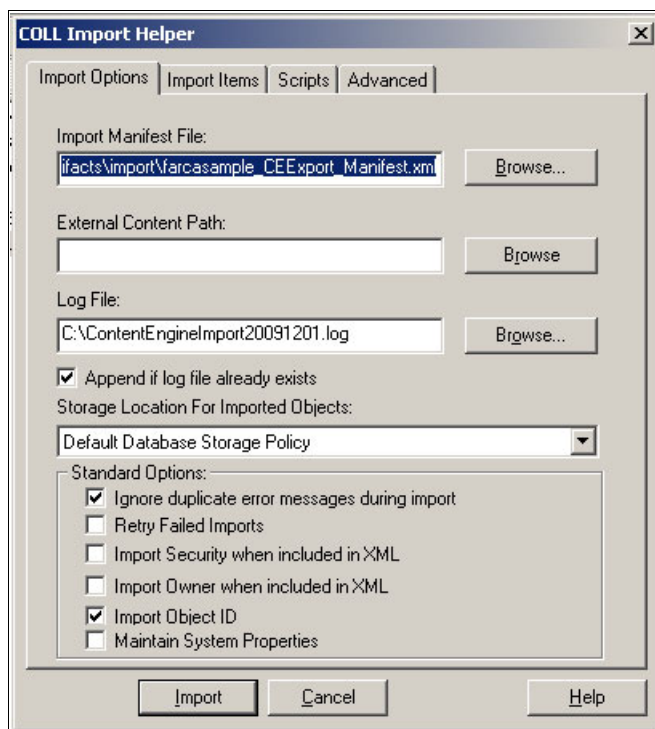 COLL Import Helper
Import Options Import Items Scripts Advanced
Import Manifest File:
ifacts\import\farcasample_CEExport_Manifest.xml Browse...
External Content Path:
Browse
Log File:
C:\ContentEngineImport20091201.log Browse...
Append if log file already exists
Storage Location For Imported Objects:
Default Database Storage Policy
Standard Options:
Ignore duplicate error messages during import
Retry Failed Imports
Import Security when included in XML
Import Owner when included in XML
Import Object ID
Maintain System Properties
Import Cancel Help